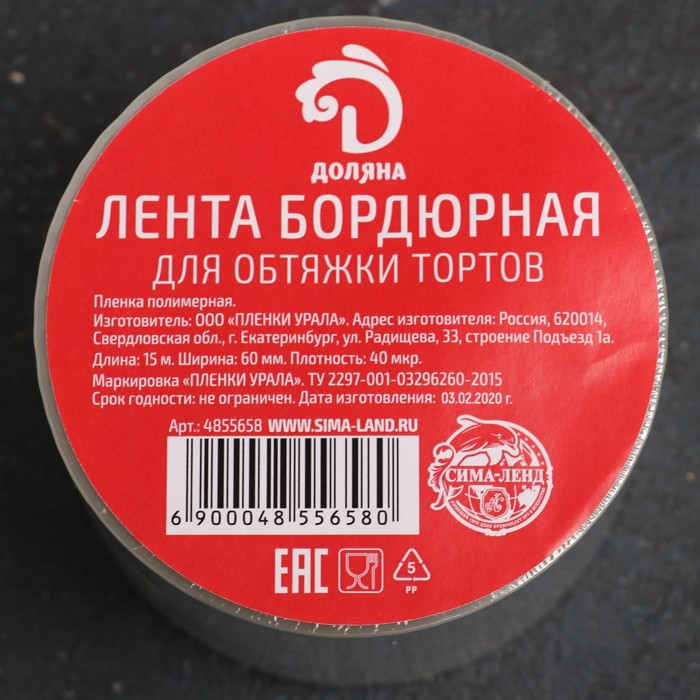 ДОЛЯНА
ЛЕНТА БОРДЮРНАЯ
ДЛЯ ОБТЯЖКИ ТОРТОВ
Пленка полимерная.
Изготовитель: ООО «ПЛЕНКИ УРАЛА». Адрес изготовителя: Россия, 620014,
Свердловская обл., г. Екатеринбург, ул. Радищева, 33, строение Подъезд 1а.
Длина: 15 м. Ширина: 60 мм. Плотность: 40 мкр.
Маркировка «ПЛЕНКИ УРАЛА». ТУ 2297-001-03296260-2015
Срок годности: не ограничен. Дата изготовления: 03.02.2020 г.
Арт.: 4855658 WWW.SIMA-LAND.RU
СИМА-ЛЕНД
6 900048 556580
EAC
5
PP